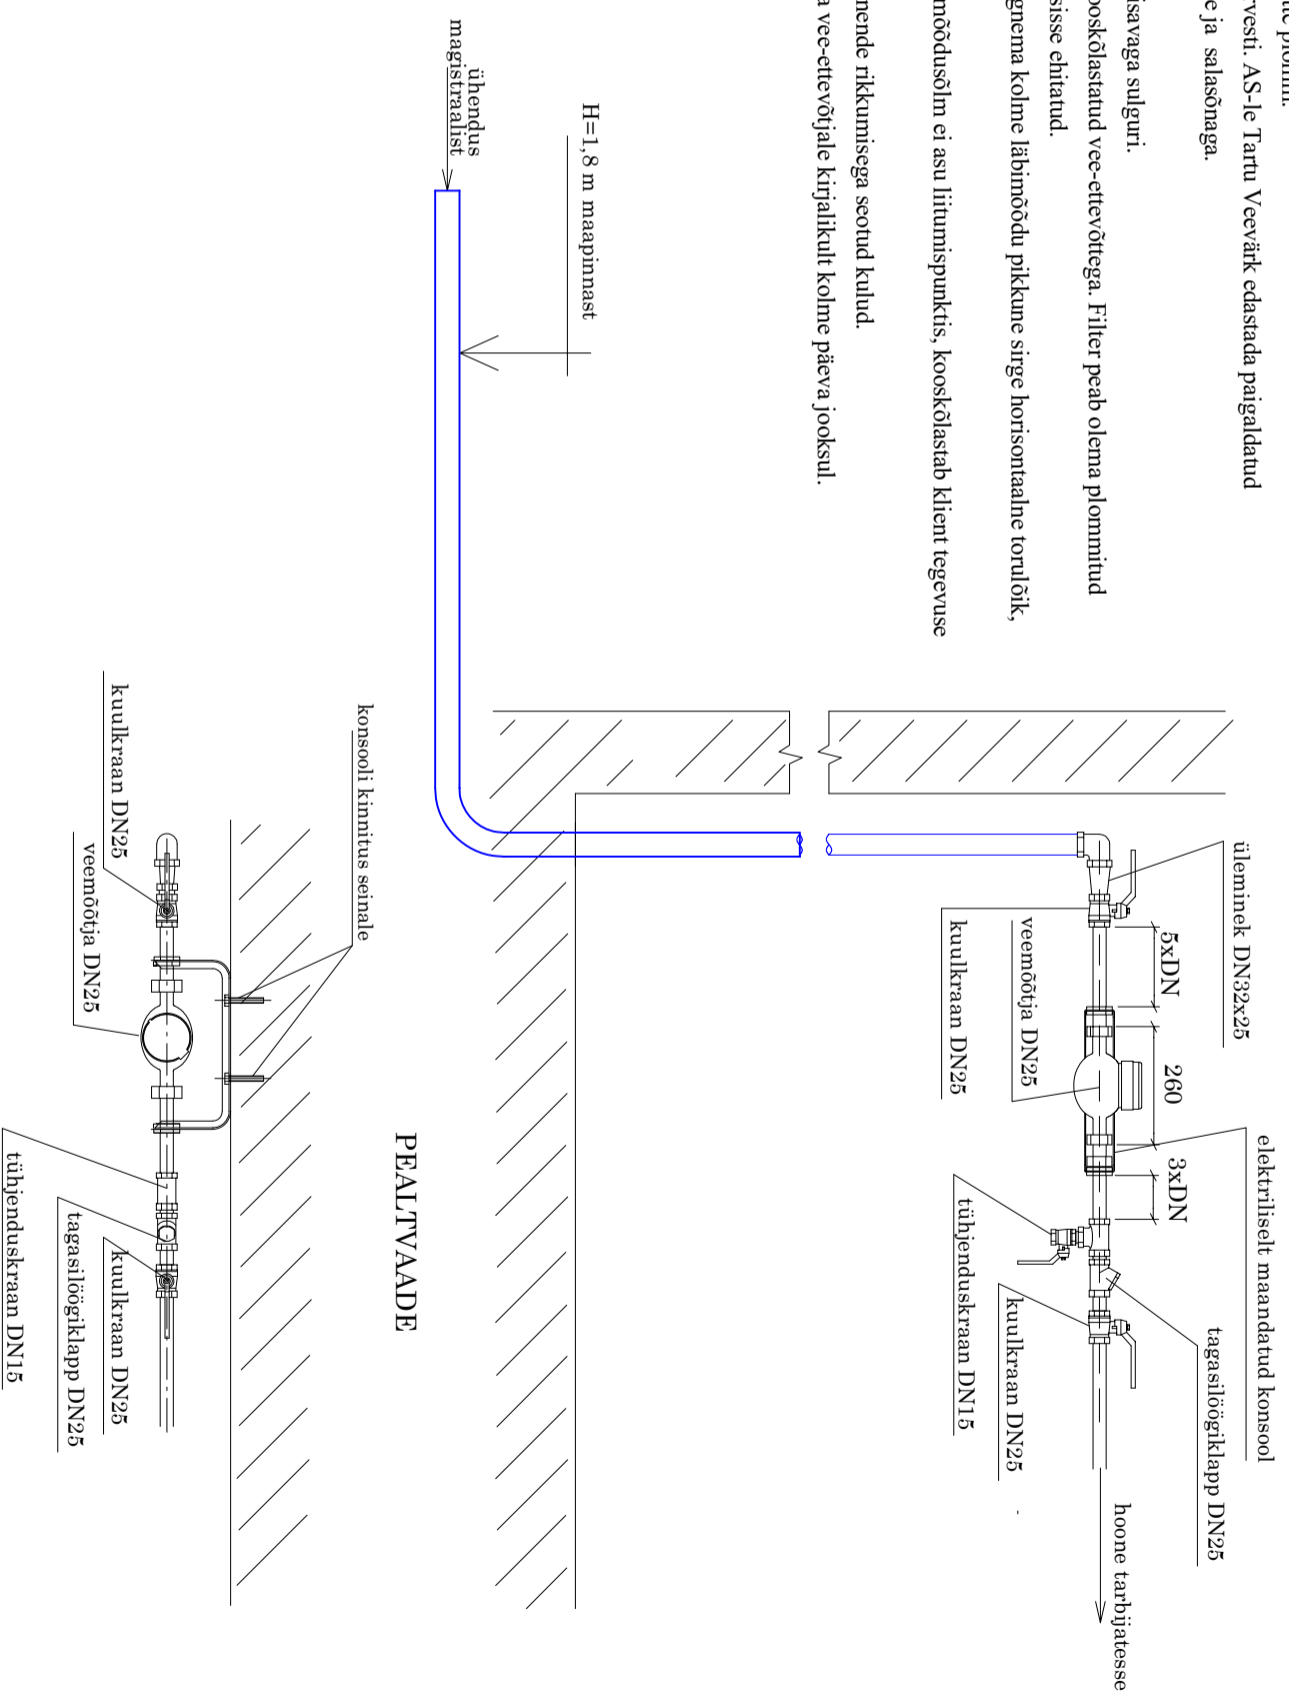 rvesti. AS-le Tartu Veevärk edastada paigaldatud
e ja salasõnaga.
isavaga sulguri.
ooskõlastatud vee-ettevõttega. Filter peab olema plommitud
sisse ehitatud.
gnema kolme läbimõõdu pikkune sirge horisontaalne torulõik,
mõõdusõlm ei asu liitumispunktis, kooskõlastab klient tegevuse
nende rikkumisega seotud kulud.
a vee-ettevõtjale kirjalikult kolme päeva jooksul.
H=1,8 m maapinnast
ühendus
magistraalist
üleminek DN32x25
elektriliselt maandatud konsool
tagasilöögiklapp DN25
hoone tarbijatesse
5xDN
260
3xDN
veemõõtja DN25
kuulkraan DN25
kuulkraan DN25
tühjenduskraan DN15
PEALTVAADE
konsooli kinnitus seinale
kuulkraan DN25
veemõõtja DN25
kuulkraan DN25
tagasilöögiklapp DN25
tühjenduskraan DN15